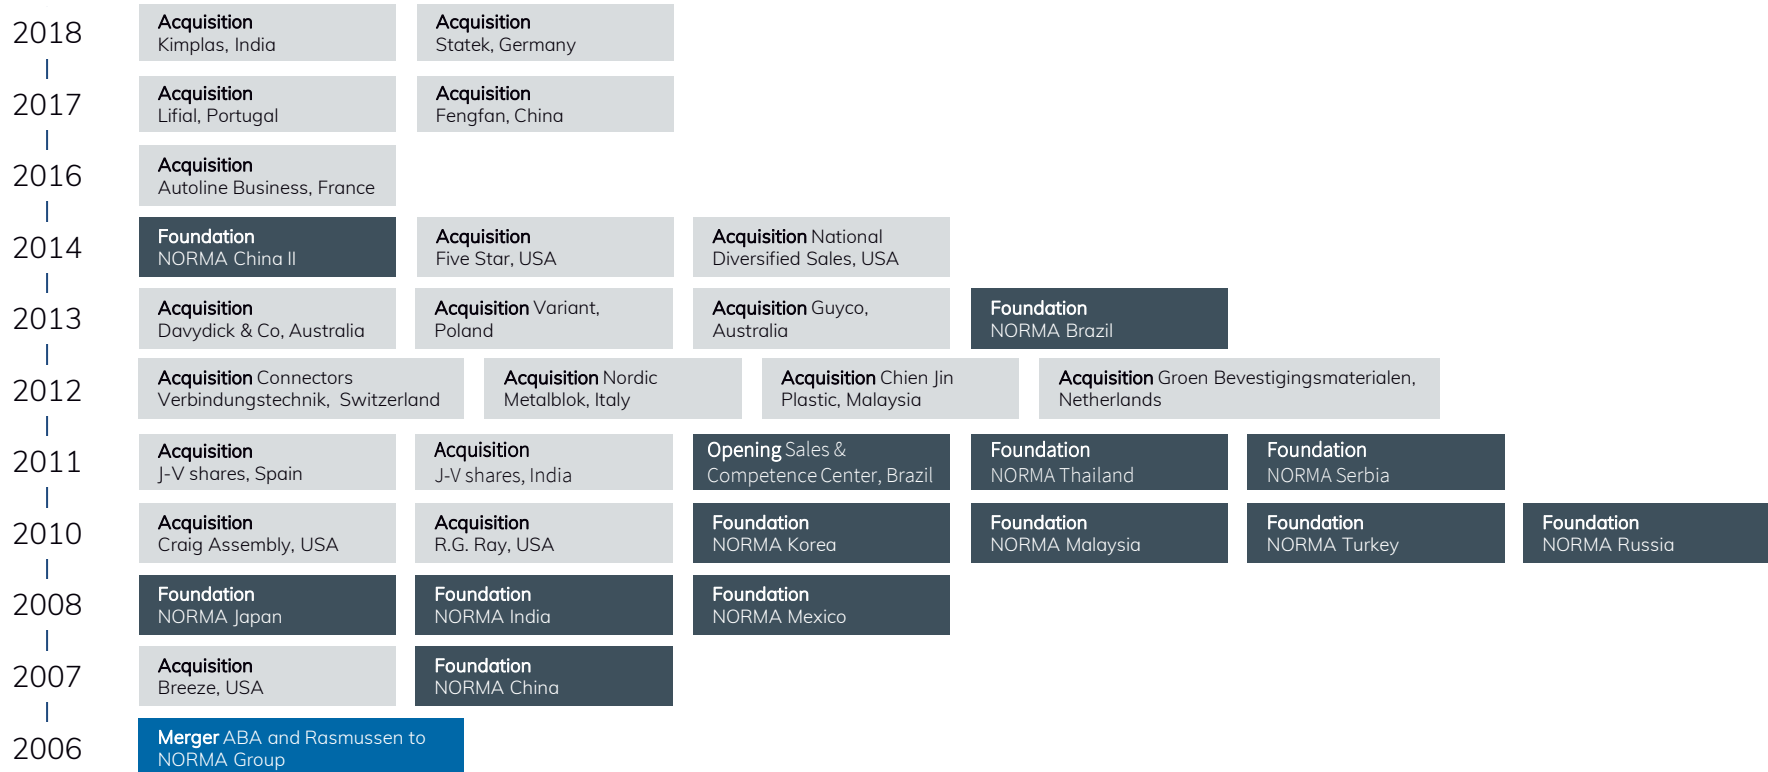 2018
Acquisition
Kimplas, India
Acquisition
Statek, Germany
2017
Acquisition
Lifial, Portugal
Acquisition
Fengfan, China
2016
Acquisition
Autoline Business, France
2014
Foundation
NORMA China II
Acquisition
Five Star, USA
Acquisition National
Diversified Sales, USA
2013
Acquisition
Davydick & Co, Australia
Acquisition Variant,
Poland
Acquisition Guyco,
Australia
Foundation
NORMA Brazil
2012
Acquisition Connectors
Verbindungstechnik, Switzerland
Acquisition Nordic
Metalblok, Italy
Acquisition Chien Jin
Plastic, Malaysia
Acquisition Groen Bevestigingsmaterialen,
Netherlands
2011
Acquisition
J-V shares, Spain
Acquisition
J-V shares, India
Opening Sales &
Competence Center, Brazil
Foundation
NORMA Thailand
Foundation
NORMA Serbia
2010
Acquisition
Craig Assembly, USA
Acquisition
R.G. Ray, USA
Foundation
NORMA Korea
Foundation
NORMA Malaysia
Foundation
NORMA Turkey
Foundation
NORMA Russia
2008
Foundation
NORMA Japan
Foundation
NORMA India
Foundation
NORMA Mexico
2007
Acquisition
Breeze, USA
Foundation
NORMA China
2006
Merger ABA and Rasmussen to
NORMA Group